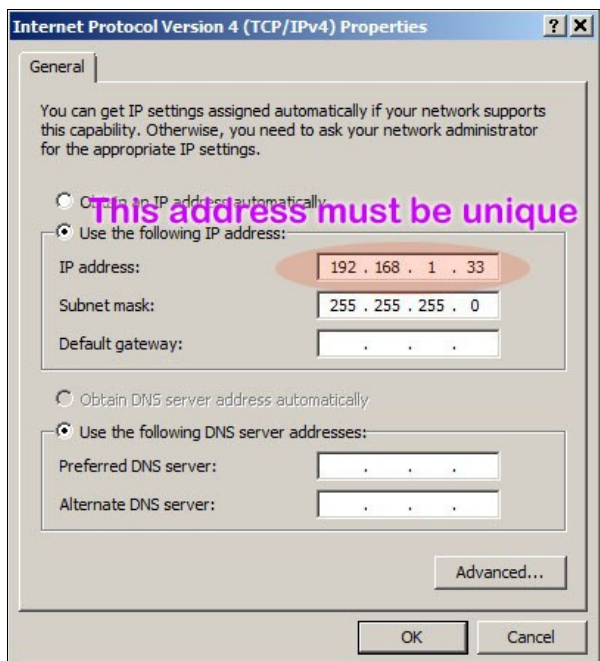 Internet Protocol Version 4 (TCP/IPv4) Properties
General
You can get IP settings assigned automatically if your network supports
this capability. Otherwise, you need to ask your network administrator
for the appropriate IP settings.
Obtain an IP address automatically
This address must be unique
Use the following IP address:
IP address: 192 . 168 . 1 . 33
Subnet mask: 255 . 255 . 255 . 0
Default gateway: . . .
Obtain DNS server address automatically
Use the following DNS server addresses:
Preferred DNS server: . . .
Alternate DNS server: . . .
Advanced...
OK Cancel